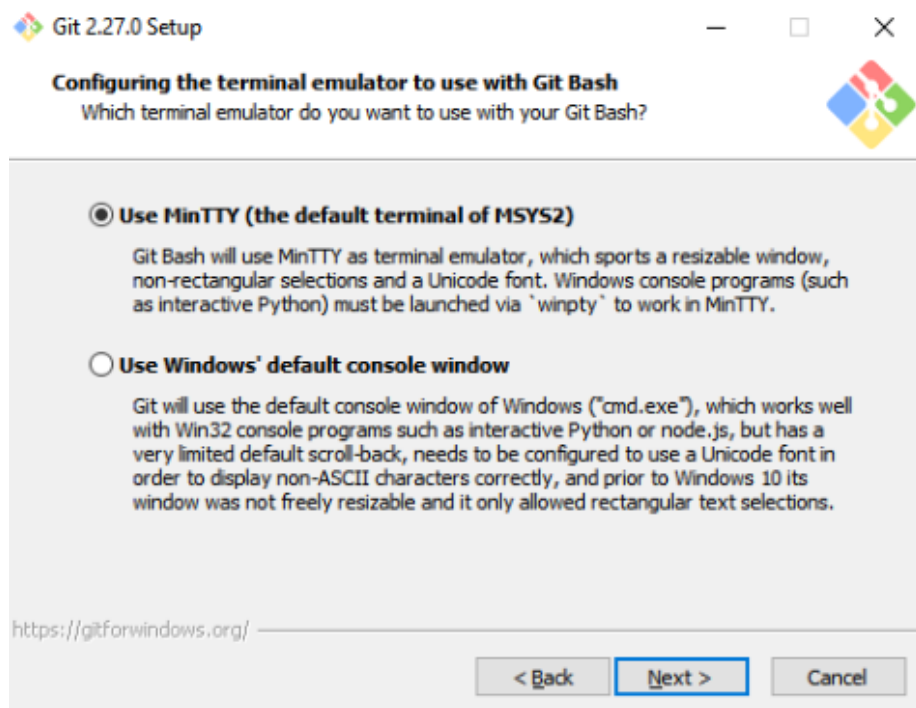 Git 2.27.0 Setup
Configuring the terminal emulator to use with Git Bash
Which terminal emulator do you want to use with your Git Bash?
Use MinTTY (the default terminal of MSYS2)
Git Bash will use MinTTY as terminal emulator, which sports a resizable window,
non-rectangular selections and a Unicode font. Windows console programs (such
as interactive Python) must be launched via `winpty` to work in MinTTY.
Use Windows' default console window
Git will use the default console window of Windows ("cmd.exe"), which works well
with Win32 console programs such as interactive Python or node.js, but has a
very limited default scroll-back, needs to be configured to use a Unicode font in
order to display non-ASCII characters correctly, and prior to Windows 10 its
window was not freely resizable and it only allowed rectangular text selections.
https://gitforwindows.org/
< Back
Next >
Cancel